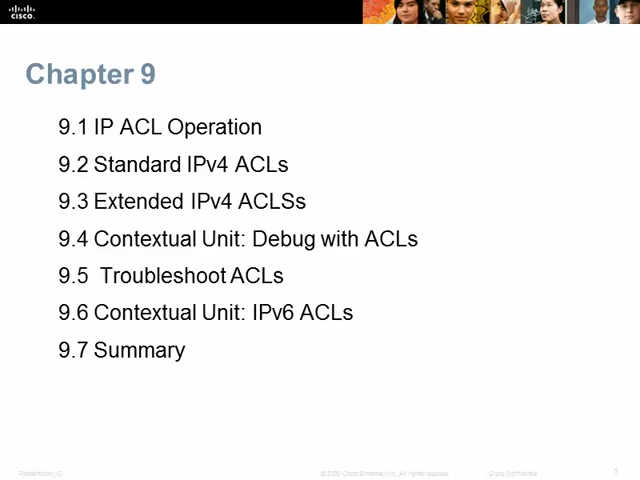 CISCO.
Chapter 9
9.1 IP ACL Operation
9.2 Standard IPv4 ACLs
9.3 Extended IPv4 ACLSs
9.4 Contextual Unit: Debug with ACLs
9.5 Troubleshoot ACLs
9.6 Contextual Unit: IPv6 ACLs
9.7 Summary
Presentation_ID
Cisco Systems, Inc. All rights reserved.
Cisco Confidential